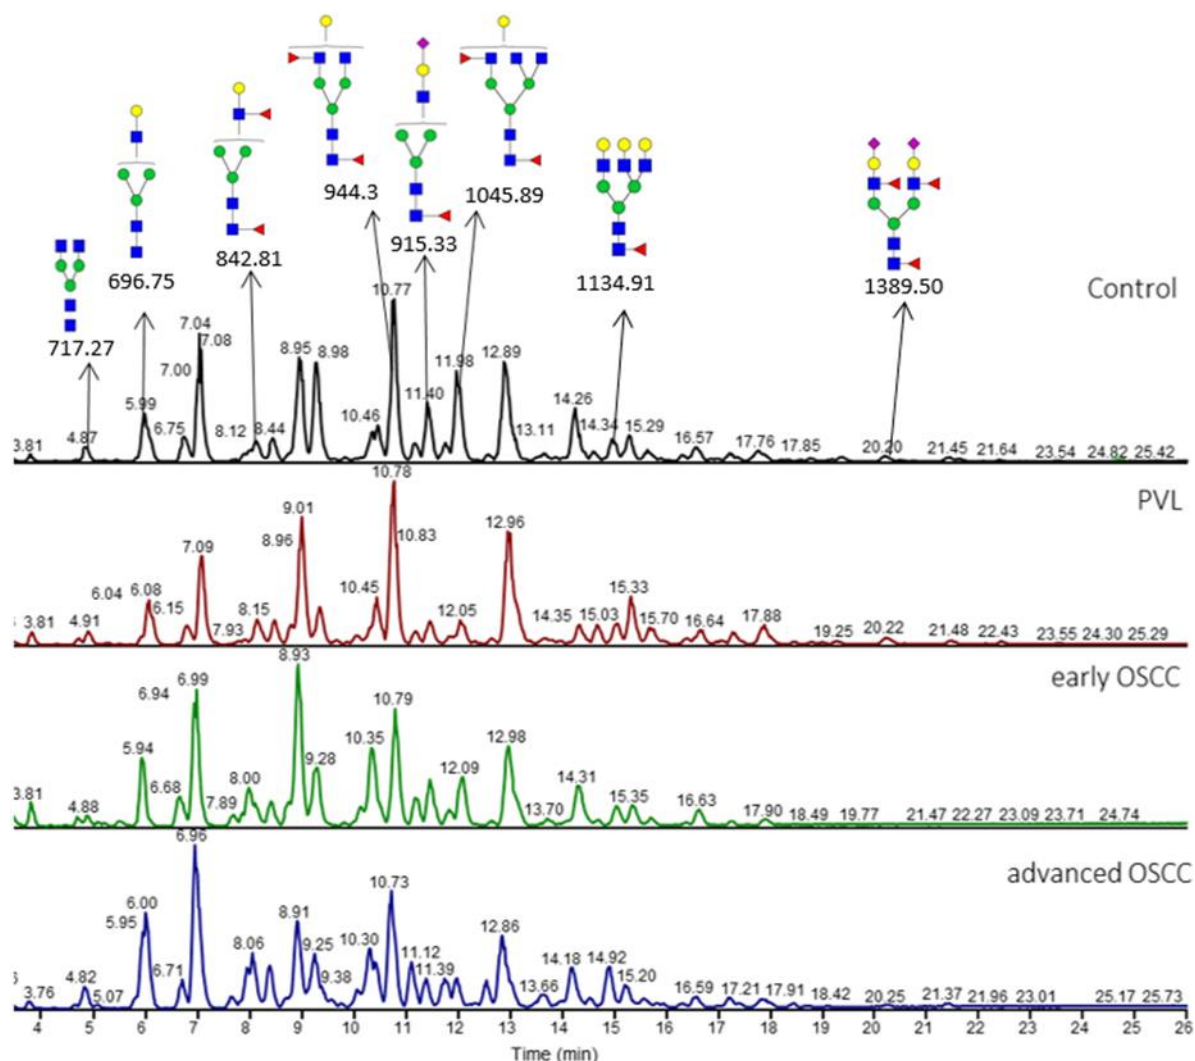 944.3
1045.89
915.33
842.81
1134.91
696.75
1389.50
717.27
Control
3.81 4.87 5.99 6.75 7.00 7.04 7.08 8.12 8.44 8.95 8.98 10.46 10.77 11.40 11.98 12.89 13.11 14.26 14.34 15.29 16.57 17.76 17.85 20.20 21.45 21.64 23.54 24.82 25.42
PVL
3.81 4.91 6.04 6.08 6.15 7.09 7.93 8.15 8.96 9.01 10.45 10.78 10.83 12.05 12.96 14.35 15.03 15.33 15.70 16.64 17.88 19.25 20.22 21.48 22.43 23.55 24.30 25.29
early OSCC
3.81 4.88 5.94 6.68 6.94 6.99 7.89 8.00 8.93 9.28 10.35 10.79 12.09 12.98 13.70 14.31 15.35 16.63 17.90 18.49 19.77 21.47 22.27 23.09 23.71 24.74
advanced OSCC
3.76 4.82 5.07 5.95 6.00 6.71 6.96 8.06 8.91 9.25 9.38 10.30 10.73 11.12 11.39 12.86 13.66 14.18 14.92 15.20 16.59 17.21 17.91 18.42 20.25 21.37 21.96 23.01 25.17 25.73
4 5 6 7 8 9 10 11 12 13 14 15 16 17 18 19 20 21 22 23 24 25 26
Time (min)